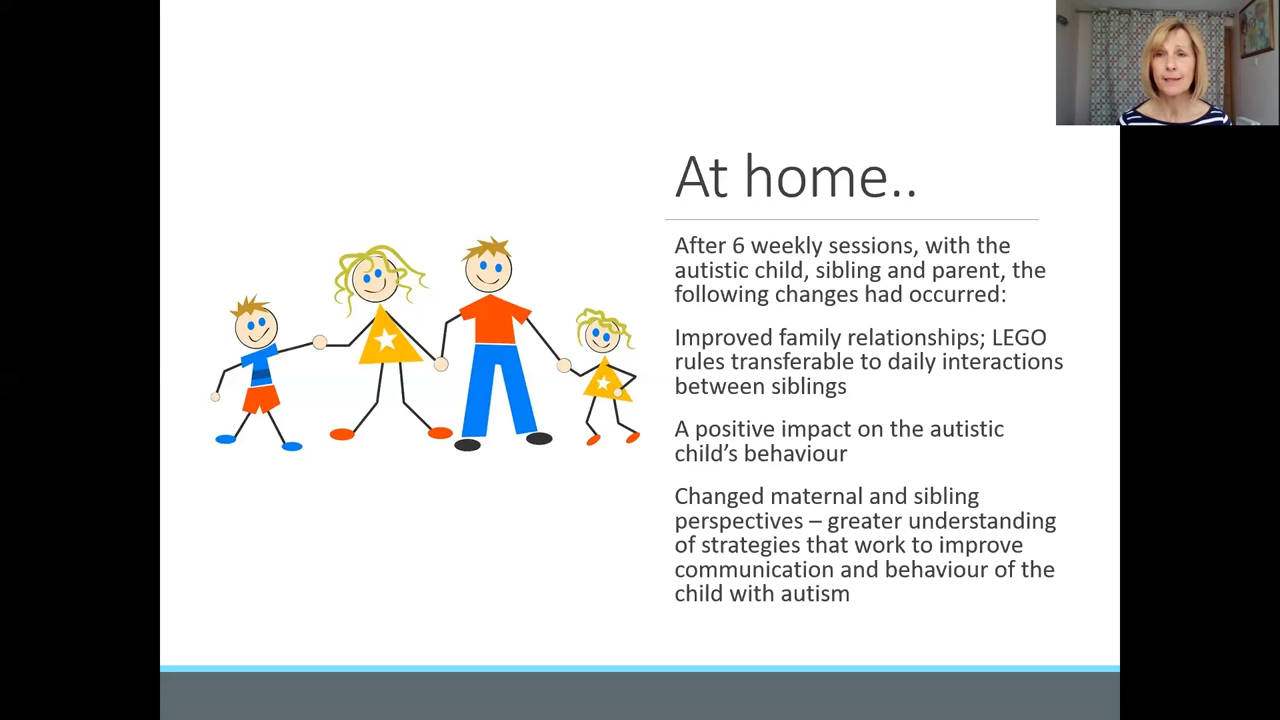 At home..
After 6 weekly sessions, with the
autistic child, sibling and parent, the
following changes had occurred:
Improved family relationships; LEGO
rules transferable to daily interactions
between siblings
A positive impact on the autistic
child’s behaviour
Changed maternal and sibling
perspectives – greater understanding
of strategies that work to improve
communication and behaviour of the
child with autism